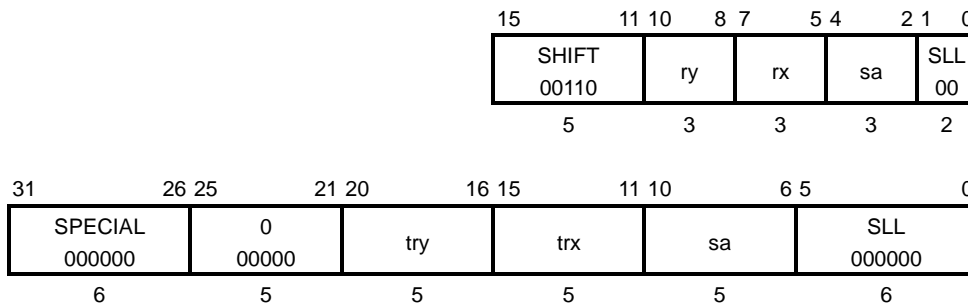 15 11 10 8 7 5 4 2 1 0
SHIFT ry rx sa SLL
00110 00
5 3 3 3 2
31 26 25 21 20 16 15 11 10 6 5 0
SPECIAL 0 try trx sa SLL
000000 00000 000000
6 5 5 5 5 6